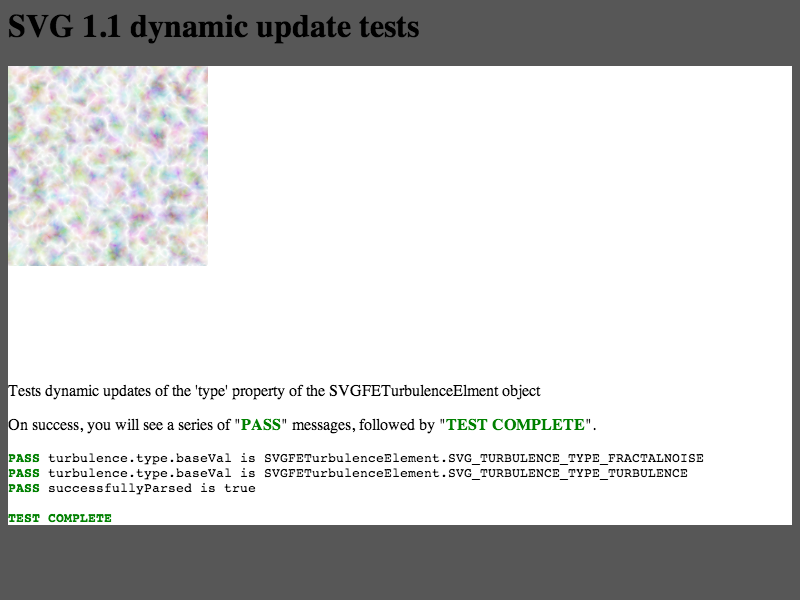 SVG 1.1 dynamic update tests
Tests dynamic updates of the 'type' property of the SVGFETurbulenceElment object
On success, you will see a series of "PASS" messages, followed by "TEST COMPLETE".
PASS turbulence.type.baseVal is SVGFETurbulenceElement.SVG_TURBULENCE_TYPE_FRACTALNOISE
PASS turbulence.type.baseVal is SVGFETurbulenceElement.SVG_TURBULENCE_TYPE_TURBULENCE
PASS successfullyParsed is true
TEST COMPLETE